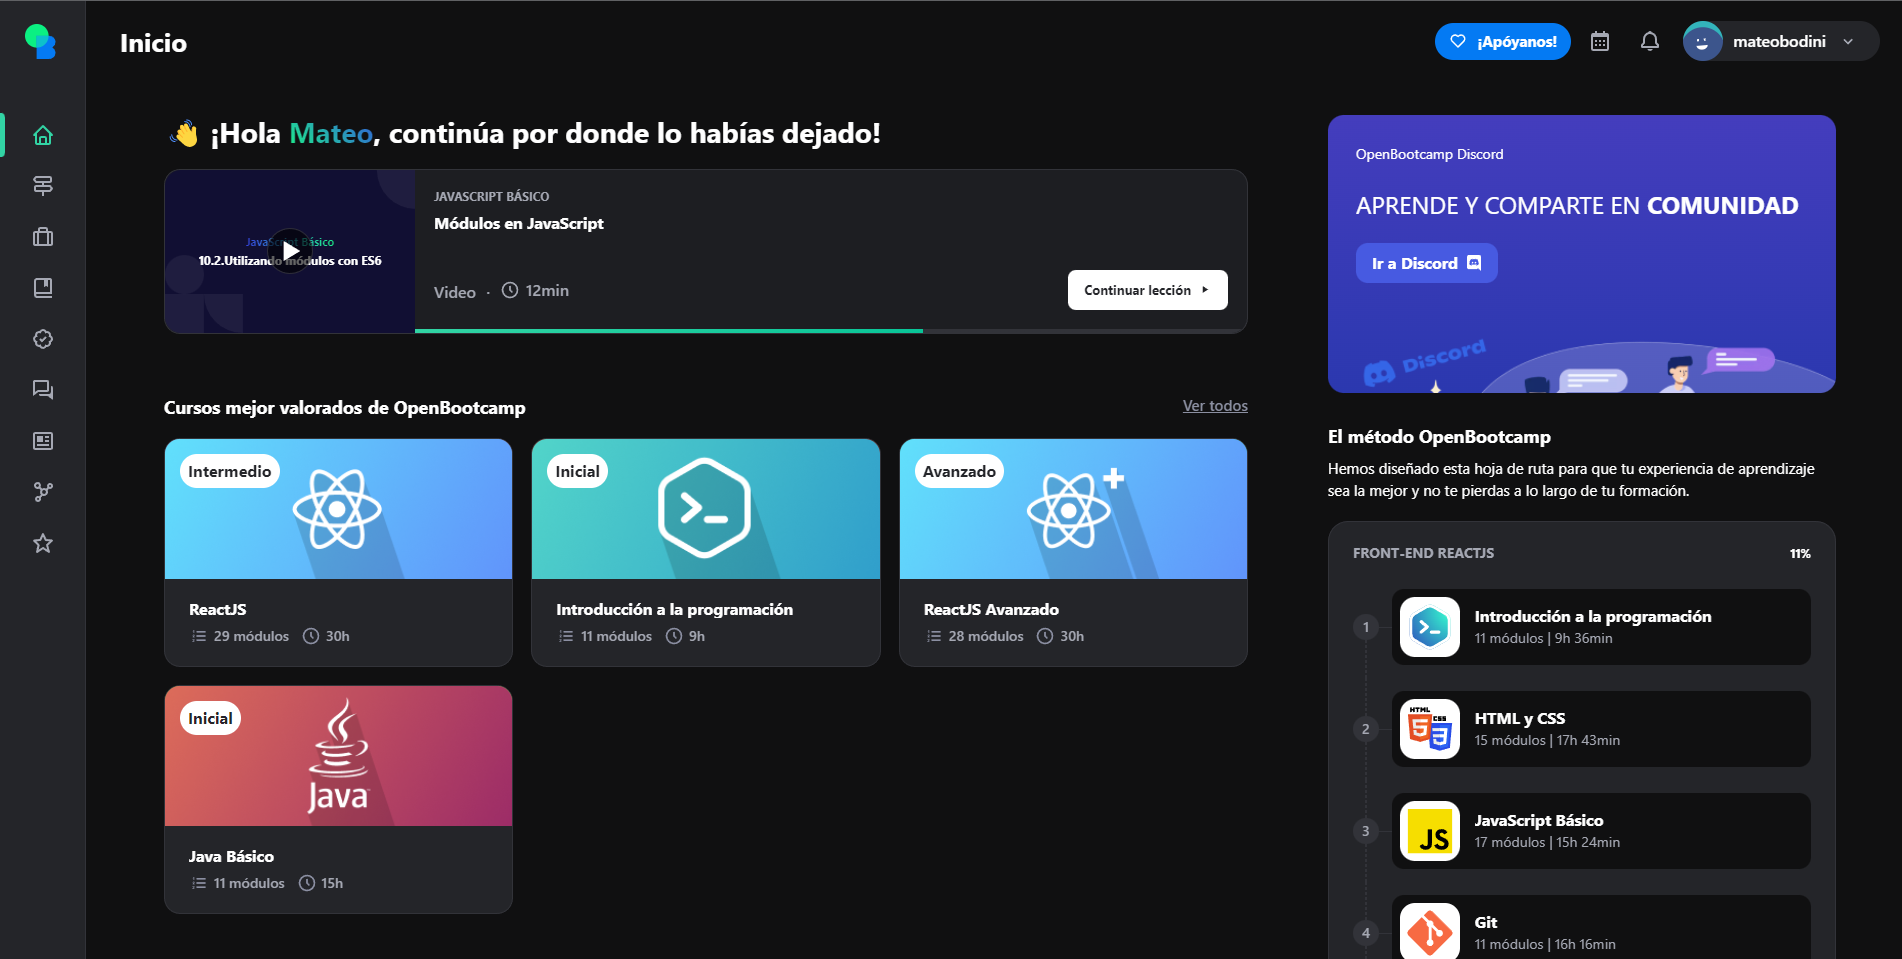 Inicio
¡Apóyanos!
mateobodini
¡Hola Mateo, continúa por donde lo habías dejado!
JavaScript Básico
10.2.Utilizando módulos con ES6
JAVASCRIPT BÁSICO
Módulos en JavaScript
Video · 12min
Continuar lección
Cursos mejor valorados de OpenBootcamp
Ver todos
Intermedio
ReactJS
29 módulos 30h
Inicial
Introducción a la programación
11 módulos 9h
Avanzado
ReactJS Avanzado
28 módulos 30h
Inicial
Java
Java Básico
11 módulos 15h
OpenBootcamp Discord
APRENDE Y COMPARTE EN COMUNIDAD
Ir a Discord
Discord
El método OpenBootcamp
Hemos diseñado esta hoja de ruta para que tu experiencia de aprendizaje
sea la mejor y no te pierdas a lo largo de tu formación.
FRONT-END REACTJS
11%
1
Introducción a la programación
11 módulos | 9h 36min
2
HTML
CSS
5
3
HTML y CSS
15 módulos | 17h 43min
3
JS
JavaScript Básico
17 módulos | 15h 24min
4
Git
11 módulos | 16h 16min